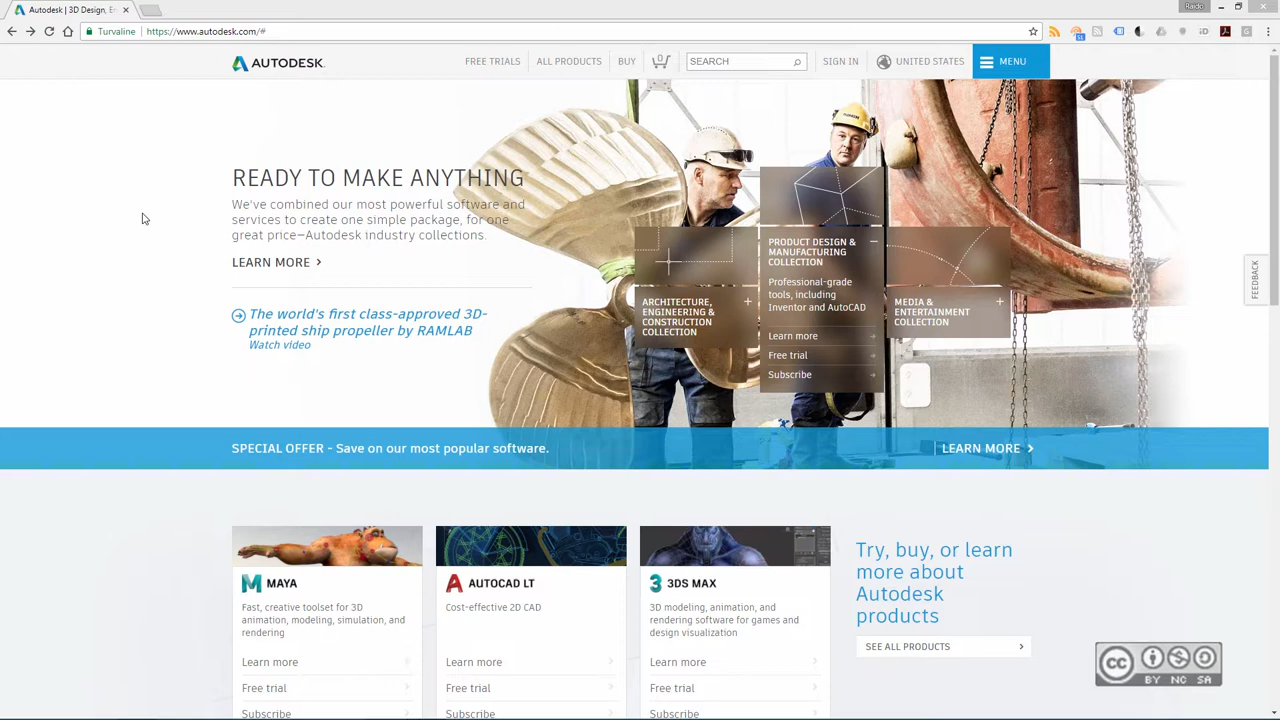 Autodesk | 3D Design, En
Raido
Turvaline
https://www.autodesk.com/#
AUTODESK.
FREE TRIALS
ALL PRODUCTS
BUY
0
SEARCH
SIGN IN
UNITED STATES
MENU
READY TO MAKE ANYTHING
We've combined our most powerful software and
services to create one simple package, for one
great price—Autodesk industry collections.
LEARN MORE
The world's first class-approved 3D-
printed ship propeller by RAMLAB
Watch video
ARCHITECTURE,
ENGINEERING &
CONSTRUCTION
COLLECTION
PRODUCT DESIGN &
MANUFACTURING
COLLECTION
Professional-grade
tools, including
Inventor and AutoCAD
Learn more
Free trial
Subscribe
MEDIA &
ENTERTAINMENT
COLLECTION
FEEDBACK
SPECIAL OFFER - Save on our most popular software.
LEARN MORE
MAYA
Fast, creative toolset for 3D
animation, modeling, simulation, and
rendering
Learn more
Free trial
Subscribe
AUTOCAD LT
Cost-effective 2D CAD
Learn more
Free trial
Subscribe
3 3DS MAX
3D modeling, animation, and
rendering software for games and
design visualization
Learn more
Free trial
Subscribe
Try, buy, or learn
more about
Autodesk
products
SEE ALL PRODUCTS
cc
BY NC SA